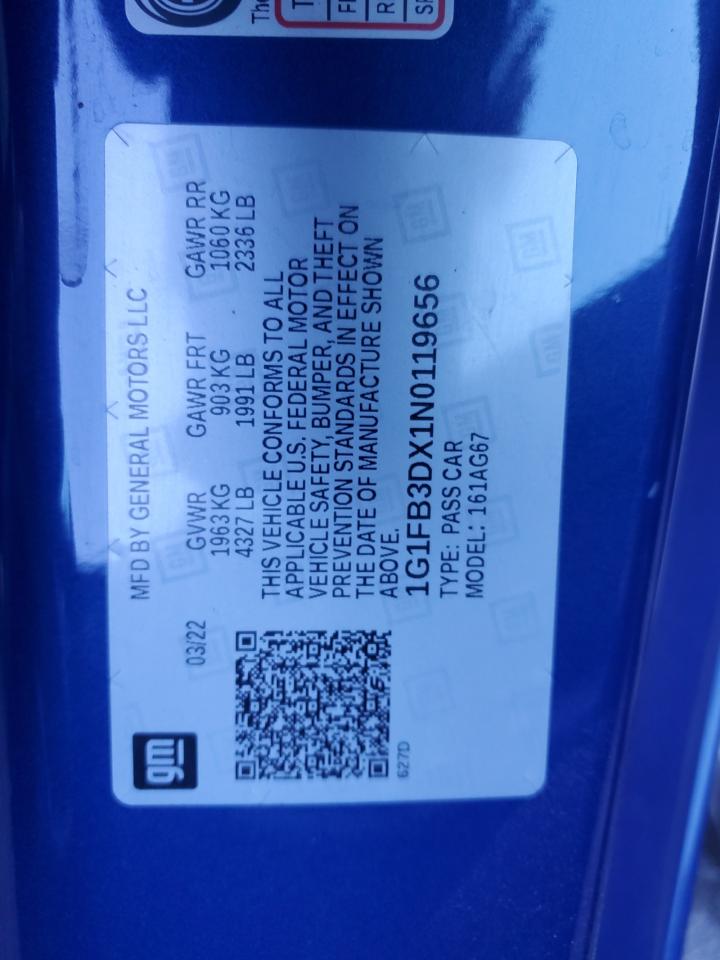 The
T
F
R
SP
MFD BY GENERAL MOTORS LLC
03/22
GVWR GAWR FRT GAWR RR
1963 KG 903 KG 1060 KG
4327 LB 1991 LB 2336 LB
THIS VEHICLE CONFORMS TO ALL
APPLICABLE U.S. FEDERAL MOTOR
VEHICLE SAFETY, BUMPER, AND THEFT
PREVENTION STANDARDS IN EFFECT ON
THE DATE OF MANUFACTURE SHOWN
ABOVE.
1G1FB3DX1N0119656
TYPE: PASS CAR
MODEL: 161AG67
gm
627D